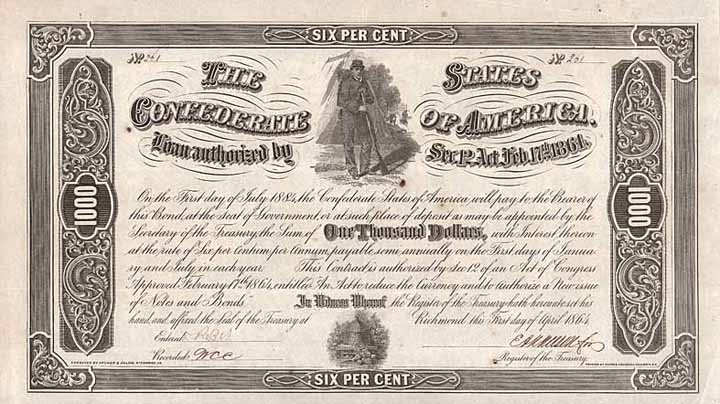 SIX PER CENT
No 261 No 261
THE STATES
CONFEDERATE OF AMERICA.
Loan authorized by Sec. 12. Act, Feb. 17th. 1864.
1000 1000
On the First day of July 1884, the Confederate States of America, will pay to the Bearer of
this Bond, at the Seat of Government, or at such place of deposit as may be appointed by the
Secretary of the Treasury, the Sum of One Thousand Dollars, with Interest thereon
at the rate of Six per centum per annum, payable semi annually on the First days of Janua
ry, and July in each year. This Contract is authorized by Sec 12 of an Act of Congress
Approved, February 17th 1864, entitled An Act to reduce the Currency and to Authorize a New issue
of Notes and Bonds In Witness Whereof the Register of the Treasury hath hereunto set his
hand, and affixed the Seal of the Treasury at Richmond this First day of April 1864.
Entered
Recorded WCC Register of the Treasury.
SIX PER CENT